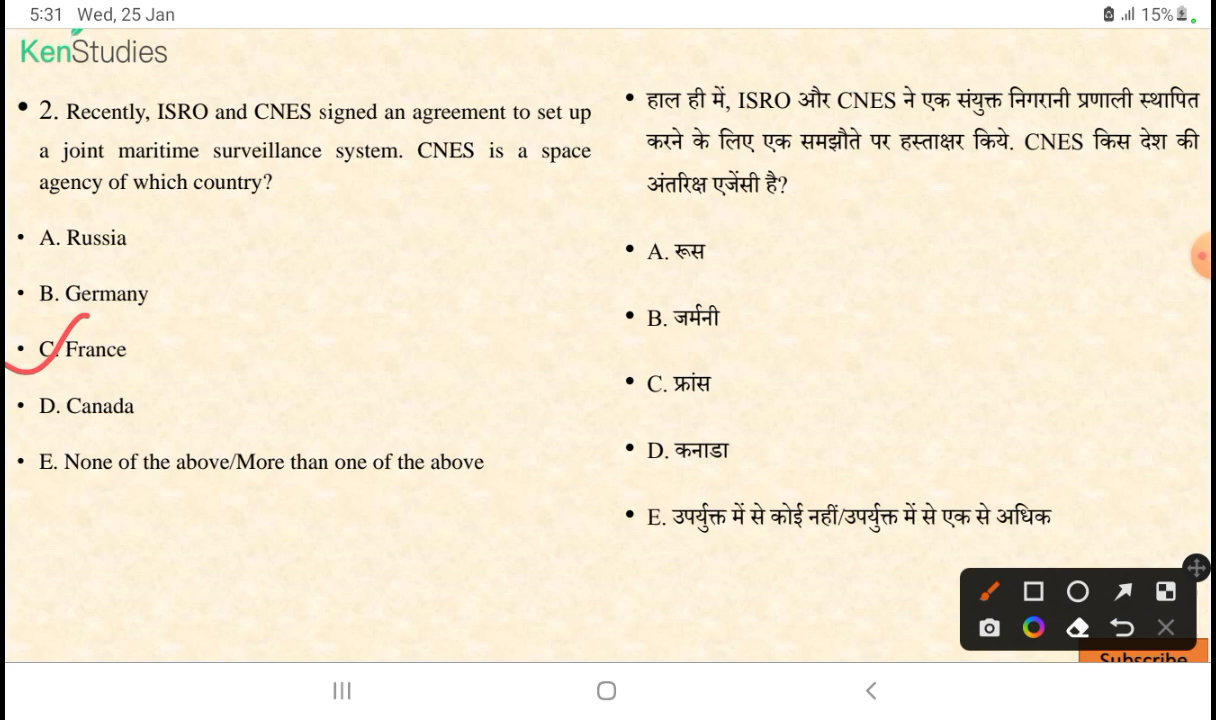 5:31 Wed, 25 Jan
15%
KenStudies
• 2. Recently, ISRO and CNES signed an agreement to set up
a joint maritime surveillance system. CNES is a space
agency of which country?
• A. Russia
• B. Germany
• C. France
• D. Canada
• E. None of the above/More than one of the above
• हाल ही में, ISRO और CNES ने एक संयुक्त निगरानी प्रणाली स्थापित
करने के लिए एक समझौते पर हस्ताक्षर किये. CNES किस देश की
अंतरिक्ष एजेंसी है?
• A. रूस
• B. जर्मनी
• C. फ्रांस
• D. कनाडा
• E. उपर्युक्त में से कोई नहीं/उपर्युक्त में से एक से अधिक
Subscribe